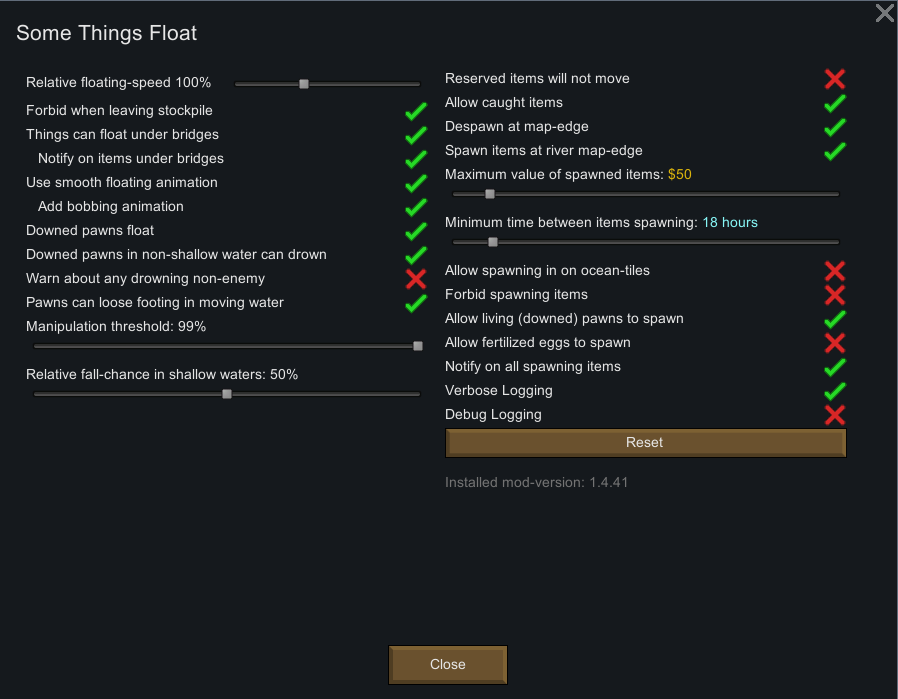 Some Things Float
Relative floating-speed 100%
Forbid when leaving stockpile
Things can float under bridges
Notify on items under bridges
Use smooth floating animation
Add bobbing animation
Downed pawns float
Downed pawns in non-shallow water can drown
Warn about any drowning non-enemy
Pawns can loose footing in moving water
Manipulation threshold: 99%
Relative fall-chance in shallow waters: 50%
Reserved items will not move
Allow caught items
Despawn at map-edge
Spawn items at river map-edge
Maximum value of spawned items: $50
Minimum time between items spawning: 18 hours
Allow spawning in on ocean-tiles
Forbid spawning items
Allow living (downed) pawns to spawn
Allow fertilized eggs to spawn
Notify on all spawning items
Verbose Logging
Debug Logging
Reset
Installed mod-version: 1.4.41
Close